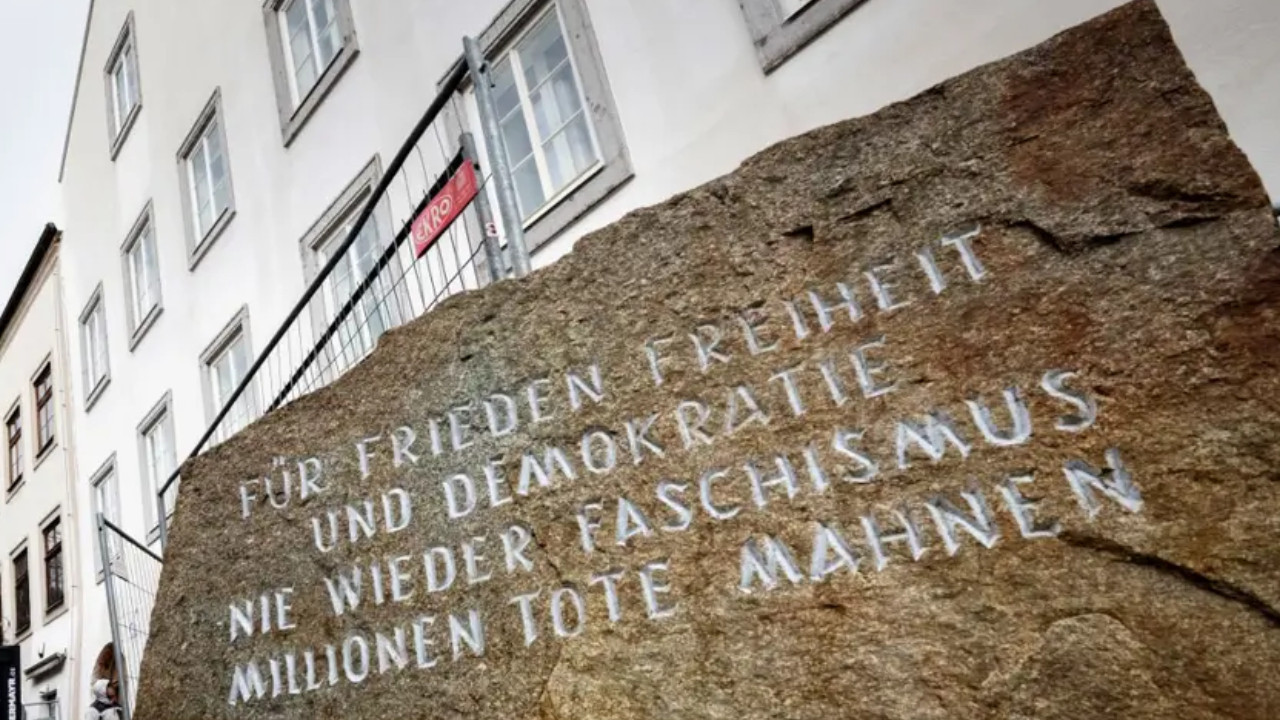 FÜR FRIEDEN FREIHEIT
UND DEMOKRATIE
NIE WIEDER FASCHISMUS
MILLIONEN TOTE MAHNEN